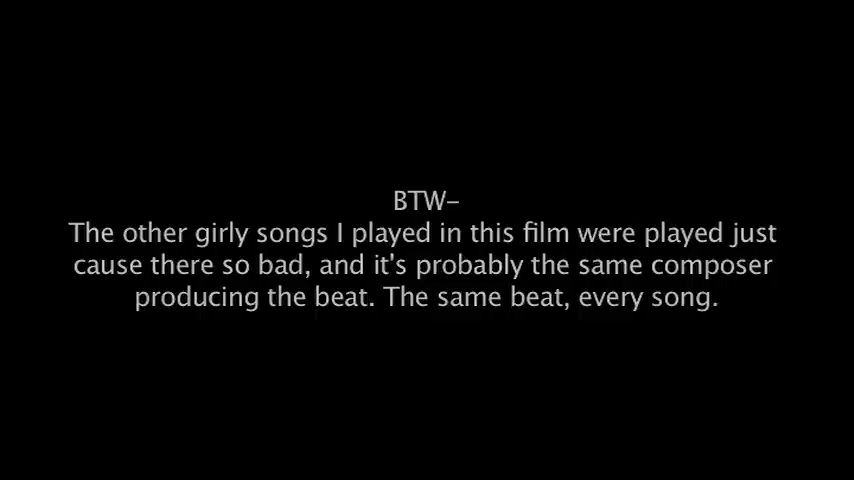 BTW-
The other girly songs I played in this film were played just
cause there so bad, and it's probably the same composer
producing the beat. The same beat, every song.